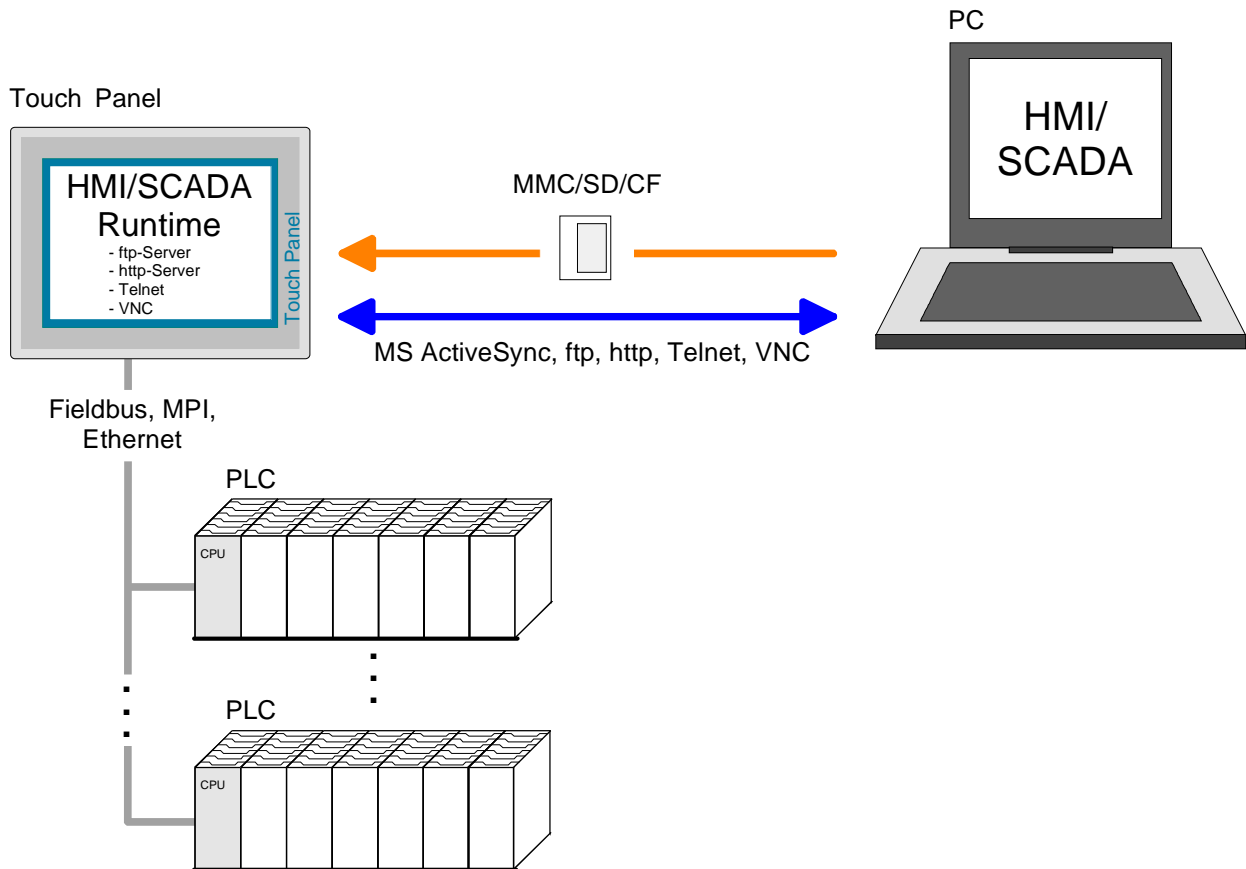 PC
Touch Panel
HMI/
SCADA
HMI/SCADA
Runtime
- ftp-Server
- http-Server
- Telnet
- VNC
Touch Panel
MMC/SD/CF
MS ActiveSync, ftp, http, Telnet, VNC
Fieldbus, MPI,
Ethernet
PLC
CPU
PLC
CPU